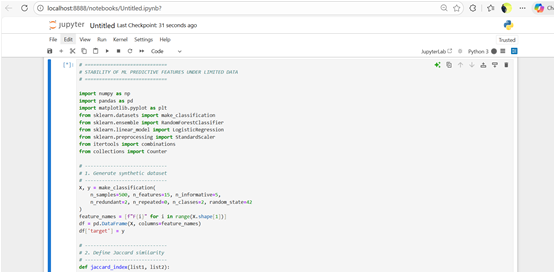 localhost:8888/notebooks/Untitled.ipynb?
jupyter Untitled Last Checkpoint: 31 seconds ago
File Edit View Run Kernel Settings Help
Trusted
Code
JupyterLab
Python 3
[*]:
# ============================
# STABILITY OF ML PREDICTIVE FEATURES UNDER LIMITED DATA
# ============================
import numpy as np
import pandas as pd
import matplotlib.pyplot as plt
from sklearn.datasets import make_classification
from sklearn.ensemble import RandomForestClassifier
from sklearn.linear_model import LogisticRegression
from sklearn.preprocessing import StandardScaler
from itertools import combinations
from collections import Counter
# ----------------------------
# 1. Generate synthetic dataset
# ----------------------------
X, y = make_classification(
n_samples=500, n_features=15, n_informative=5,
n_redundant=2, n_repeated=0, n_classes=2, random_state=42
)
feature_names = [f"F{i}" for i in range(X.shape[1])]
df = pd.DataFrame(X, columns=feature_names)
df['target'] = y
# ----------------------------
# 2. Define Jaccard similarity
# ----------------------------
def jaccard_index(list1, list2):